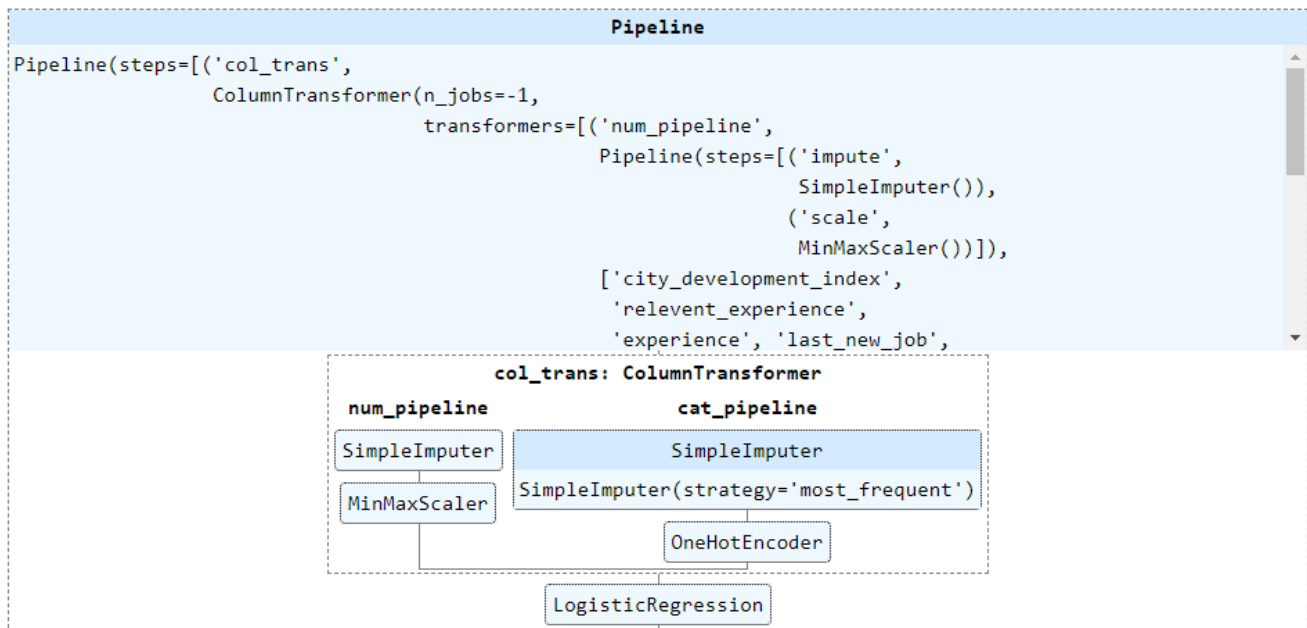 Pipeline
Pipeline(steps=[('col_trans',
ColumnTransformer(n_jobs=-1,
transformers=[('num_pipeline',
Pipeline(steps=[('impute',
SimpleImputer()),
('scale',
MinMaxScaler())]),
['city_development_index',
'relevent_experience',
'experience', 'last_new_job',
col_trans: ColumnTransformer
num_pipeline cat_pipeline
SimpleImputer SimpleImputer
SimpleImputer(strategy='most_frequent')
MinMaxScaler
OneHotEncoder
LogisticRegression